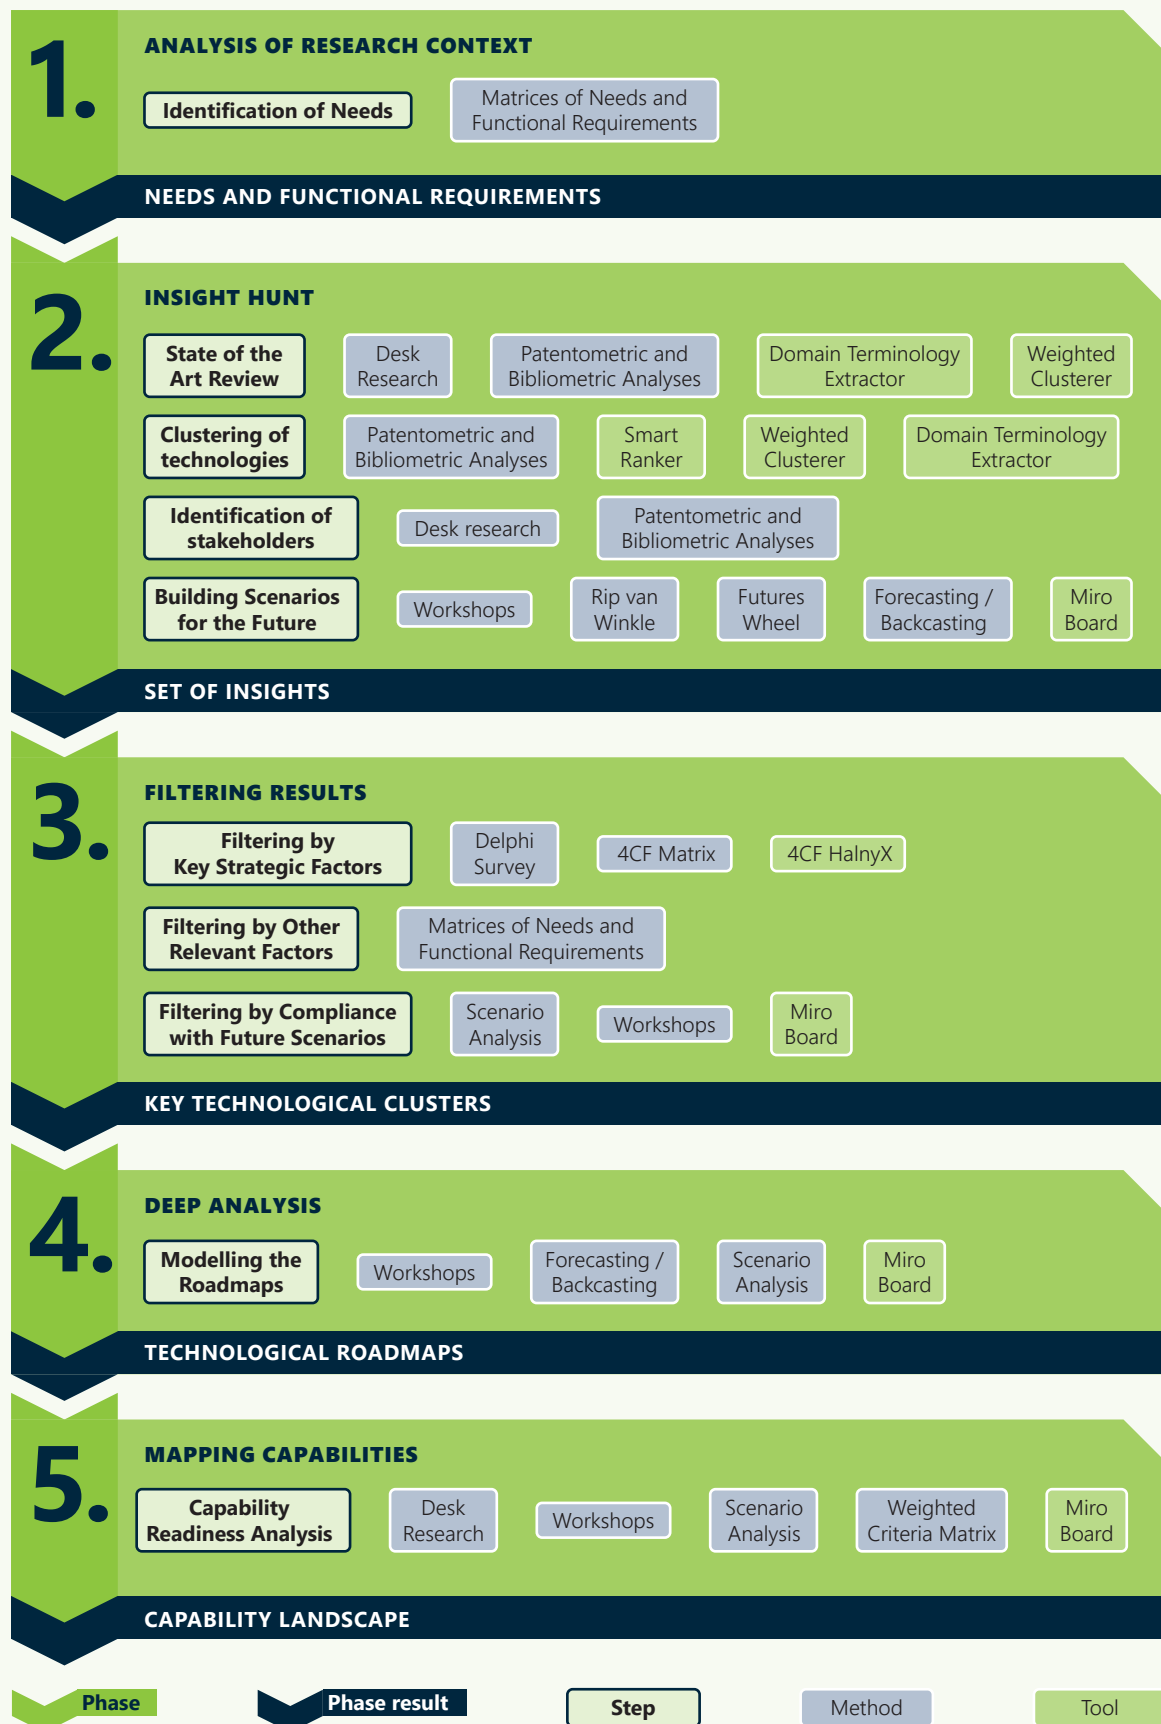 1.
ANALYSIS OF RESEARCH CONTEXT
Identification of Needs
Matrices of Needs and
Functional Requirements
NEEDS AND FUNCTIONAL REQUIREMENTS
2.
INSIGHT HUNT
State of the
Art Review
Desk
Research
Patentometric and
Bibliometric Analyses
Domain Terminology
Extractor
Weighted
Clusterer
Clustering of
technologies
Patentometric and
Bibliometric Analyses
Smart
Ranker
Weighted
Clusterer
Domain Terminology
Extractor
Identification of
stakeholders
Desk research
Patentometric and
Bibliometric Analyses
Building Scenarios
for the Future
Workshops
Rip van
Winkle
Futures
Wheel
Forecasting /
Backcasting
Miro
Board
SET OF INSIGHTS
3.
FILTERING RESULTS
Filtering by
Key Strategic Factors
Delphi
Survey
4CF Matrix
4CF HalnyX
Filtering by Other
Relevant Factors
Matrices of Needs and
Functional Requirements
Filtering by Compliance
with Future Scenarios
Scenario
Analysis
Workshops
Miro
Board
KEY TECHNOLOGICAL CLUSTERS
4.
DEEP ANALYSIS
Modelling the
Roadmaps
Workshops
Forecasting /
Backcasting
Scenario
Analysis
Miro
Board
TECHNOLOGICAL ROADMAPS
5.
MAPPING CAPABILITIES
Capability
Readiness Analysis
Desk
Research
Workshops
Scenario
Analysis
Weighted
Criteria Matrix
Miro
Board
CAPABILITY LANDSCAPE
Phase
Phase result
Step
Method
Tool